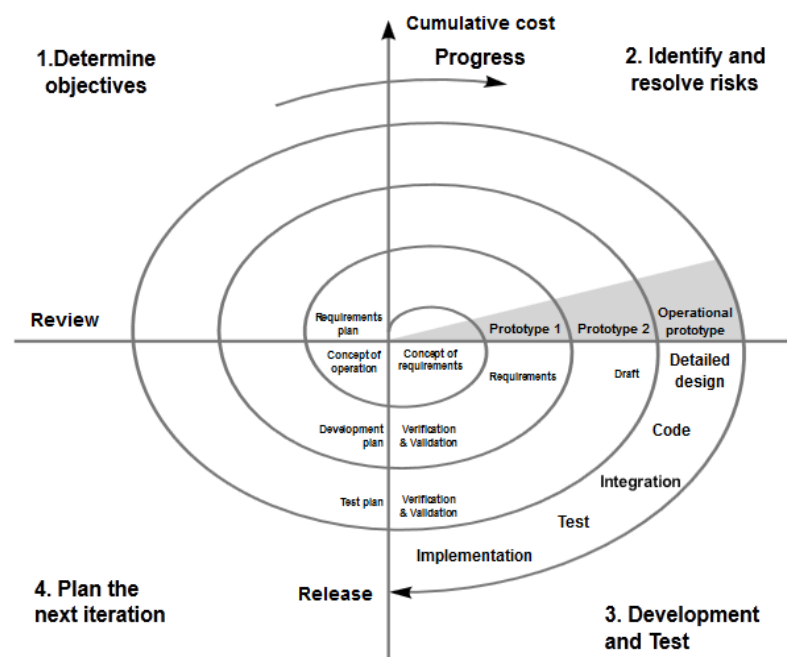 Cumulative cost
Progress
1.Determine
objectives
2. Identify and
resolve risks
Review
Requirements
plan
Prototype 1
Prototype 2
Operational
prototype
Concept of
operation
Concept of
requirements
Requirements
Draft
Detailed
design
Code
Development
plan
Verification
& Validation
Integration
Test plan
Verification
& Validation
Test
Implementation
Release
4. Plan the
next iteration
3. Development
and Test